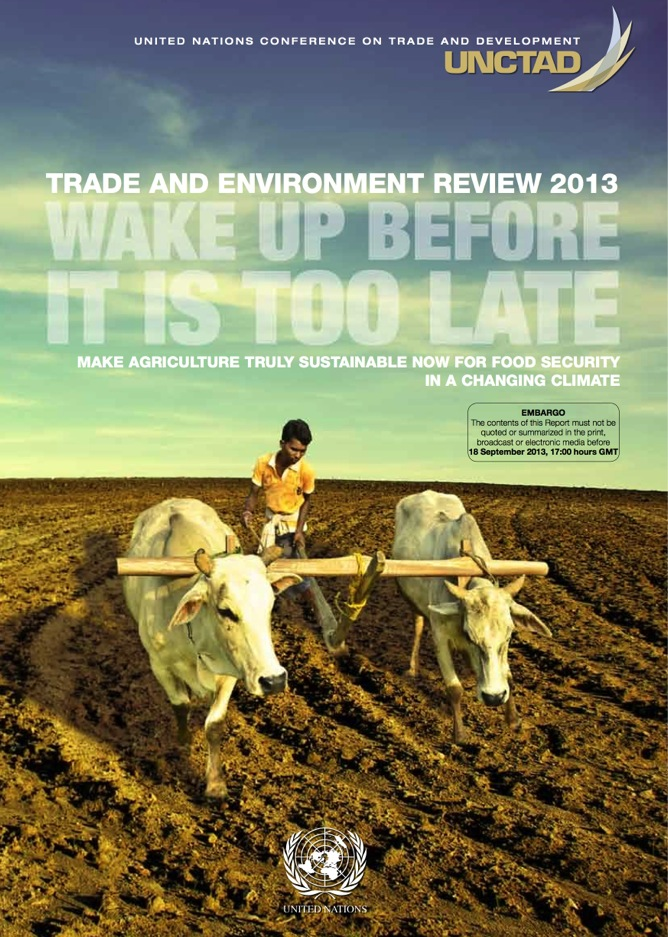 UNITED NATIONS CONFERENCE ON TRADE AND DEVELOPMENT
UNCTAD
TRADE AND ENVIRONMENT REVIEW 2013
WAKE UP BEFORE
IT IS TOO LATE
MAKE AGRICULTURE TRULY SUSTAINABLE NOW FOR FOOD SECURITY
IN A CHANGING CLIMATE
EMBARGO
The contents of this Report must not be
quoted or summarized in the print,
broadcast or electronic media before
18 September 2013, 17:00 hours GMT
UNITED NATIONS